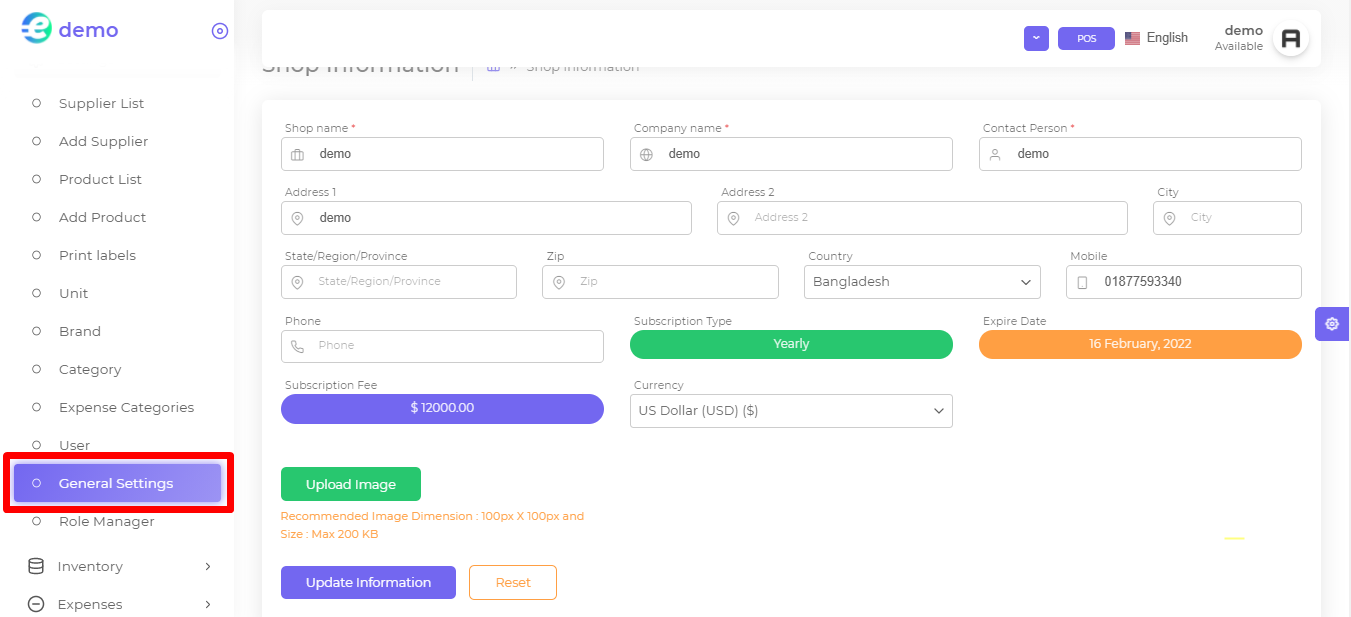 demo
POS
English
demo
Available
Shop Information
Shop Information
Supplier List
Add Supplier
Product List
Add Product
Print labels
Unit
Brand
Category
Expense Categories
User
General Settings
Role Manager
Inventory
Expenses
Shop name * Company name * Contact Person *
demo demo demo
Address 1 Address 2 City
demo Address 2 City
State/Region/Province Zip Country Mobile
State/Region/Province Zip Bangladesh 01877593340
Phone Subscription Type Expire Date
Phone Yearly 16 February, 2022
Subscription Fee Currency
$ 12000.00 US Dollar (USD) ($)
Upload Image
Recommended Image Dimension : 100px X 100px and
Size : Max 200 KB
Update Information Reset